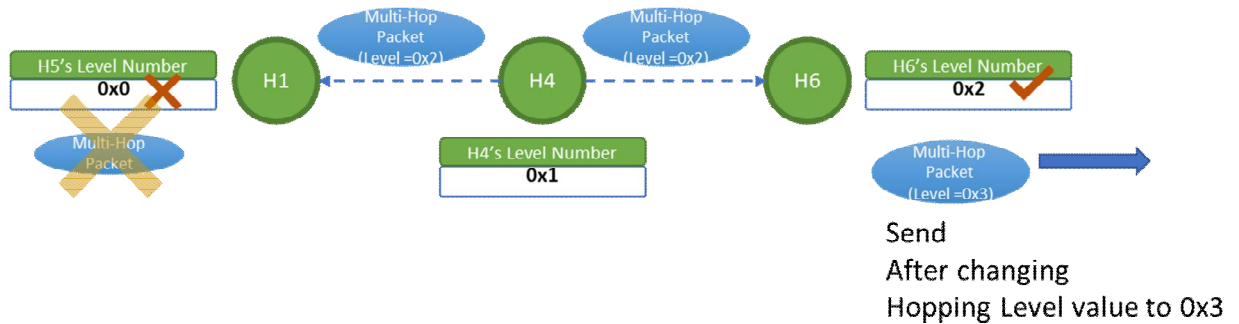 Multi-Hop
Packet
(Level =0x2)
Multi-Hop
Packet
(Level =0x2)
H5's Level Number
0x0
H1
H4
H6
H6's Level Number
0x2
Multi-Hop
Packet
H4's Level Number
0x1
Multi-Hop
Packet
(Level =0x3)
Send
After changing
Hopping Level value to 0x3